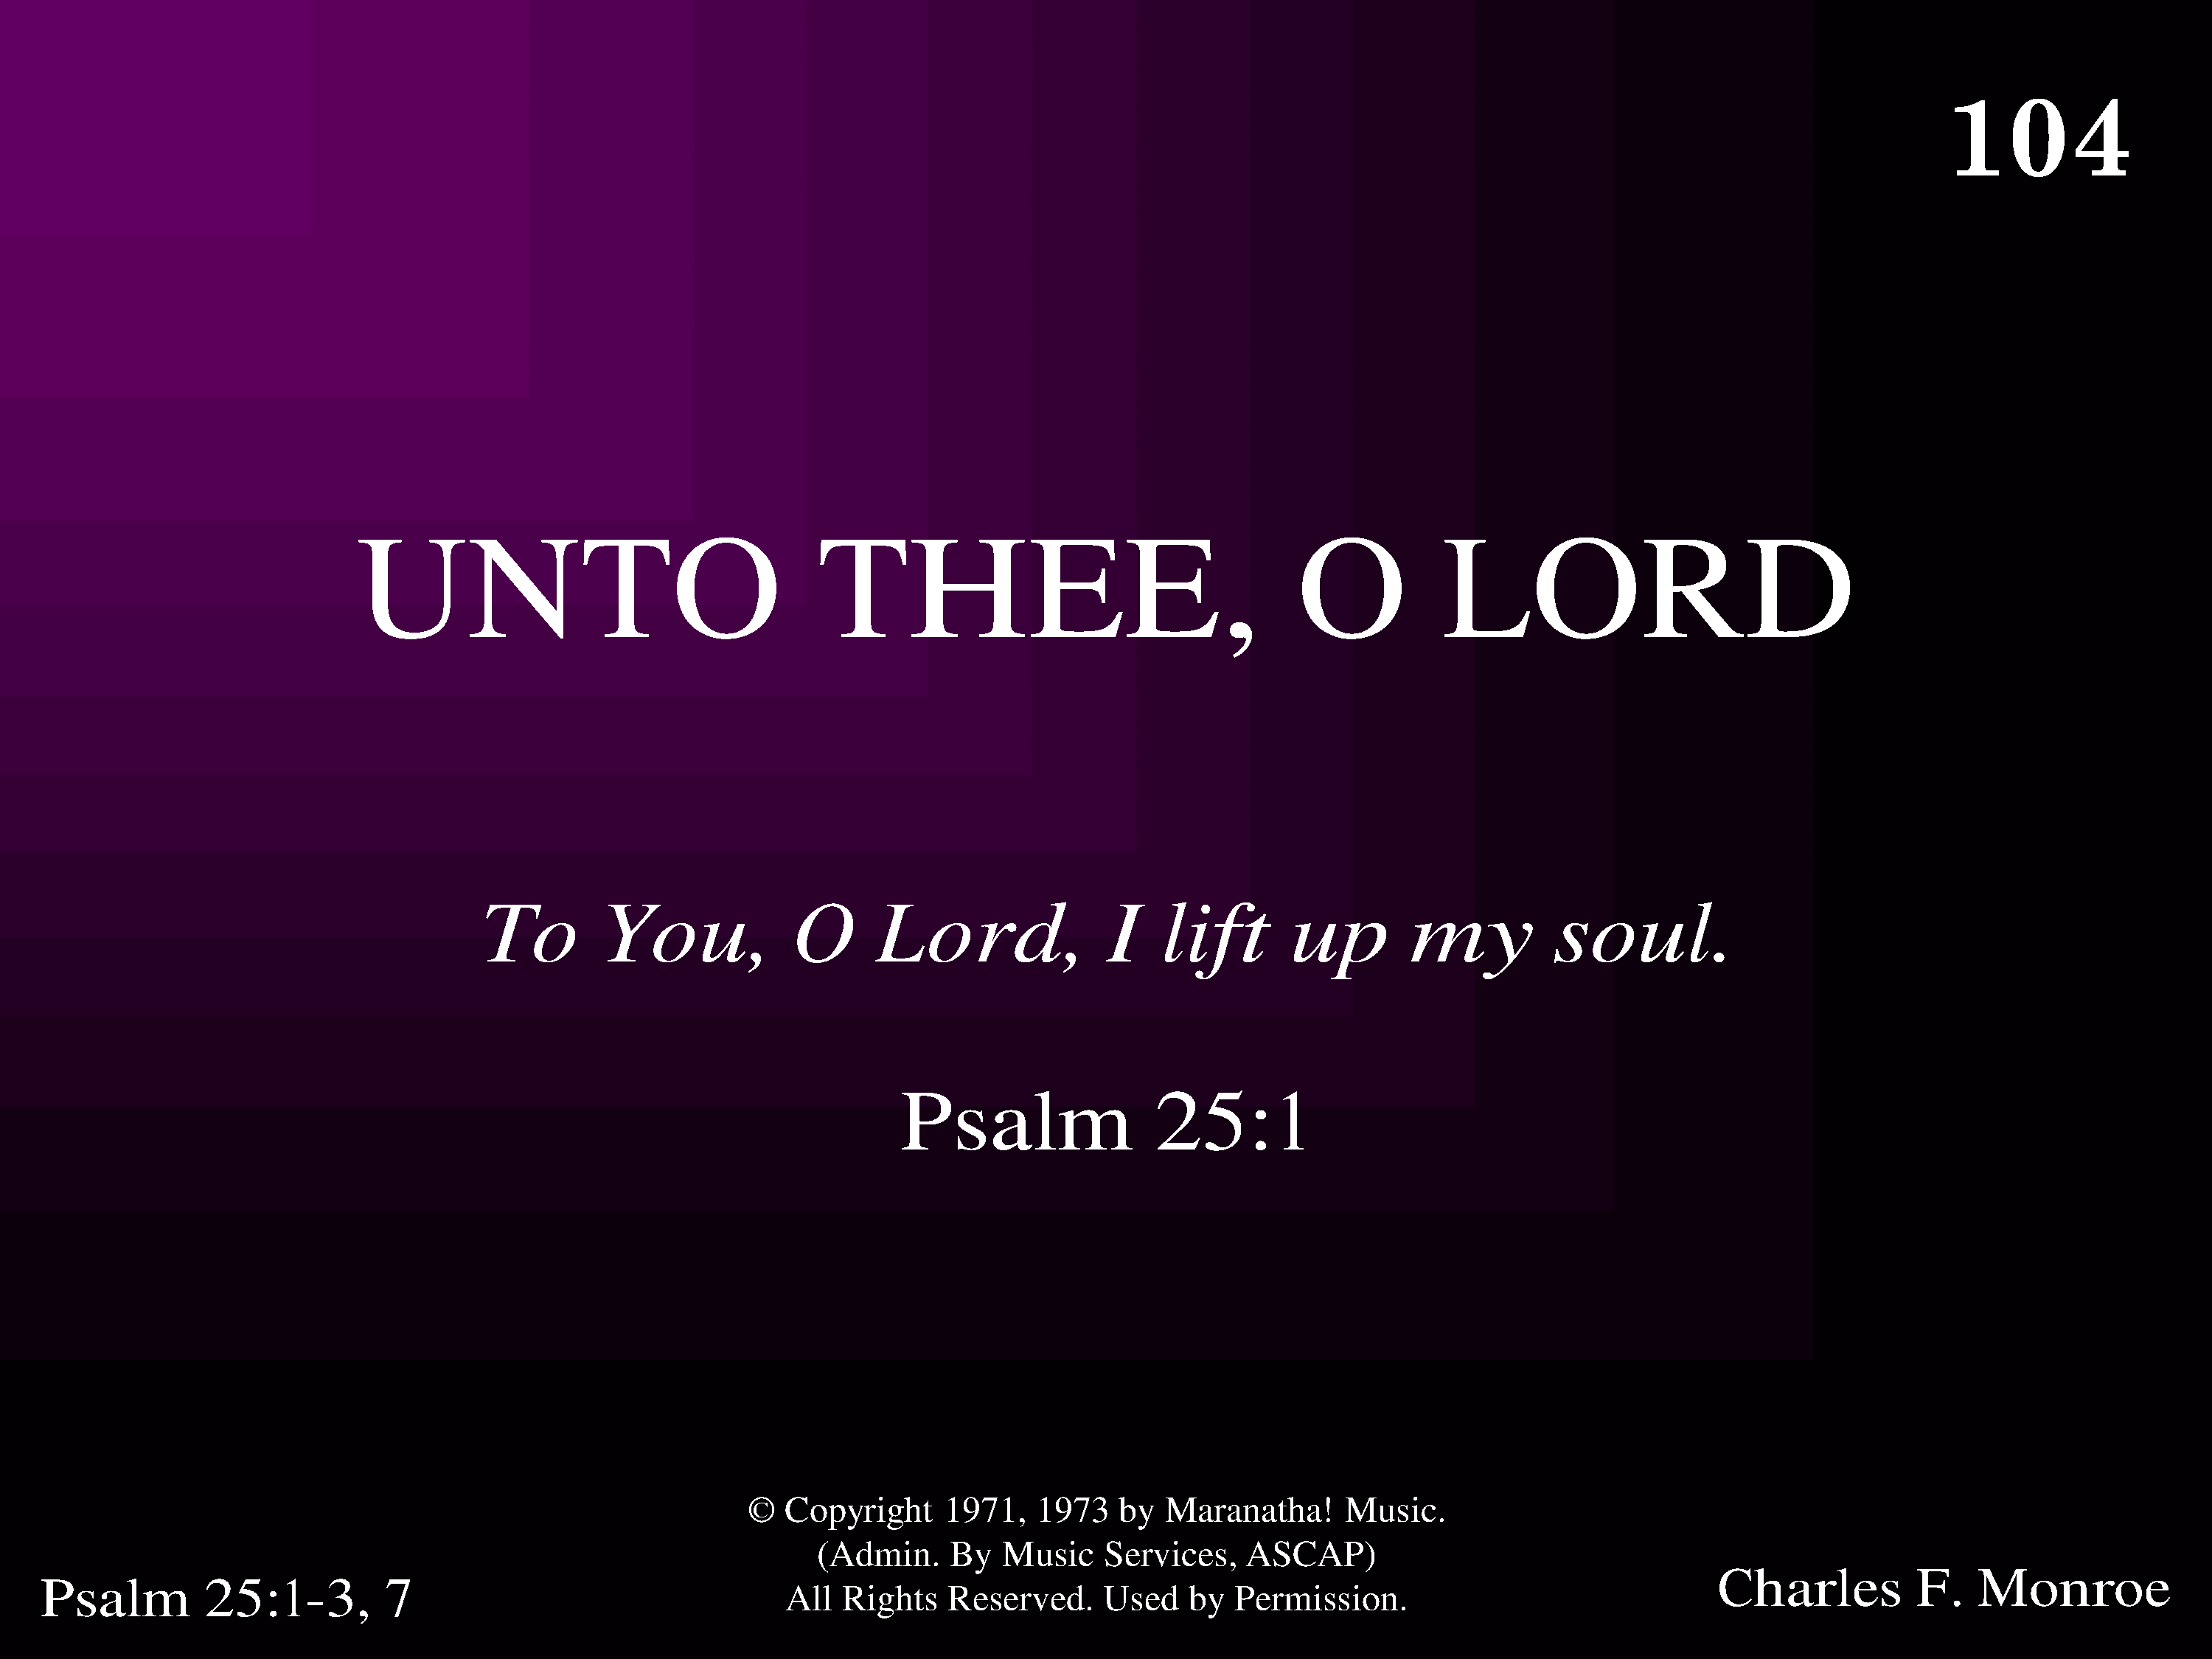 104
UNTO THEE, O LORD
To You, O Lord, I lift up my soul.
Psalm 25:1
© Copyright 1971, 1973 by Maranatha! Music.
(Admin. By Music Services, ASCAP)
All Rights Reserved. Used by Permission.
Psalm 25:1-3, 7
Charles F. Monroe